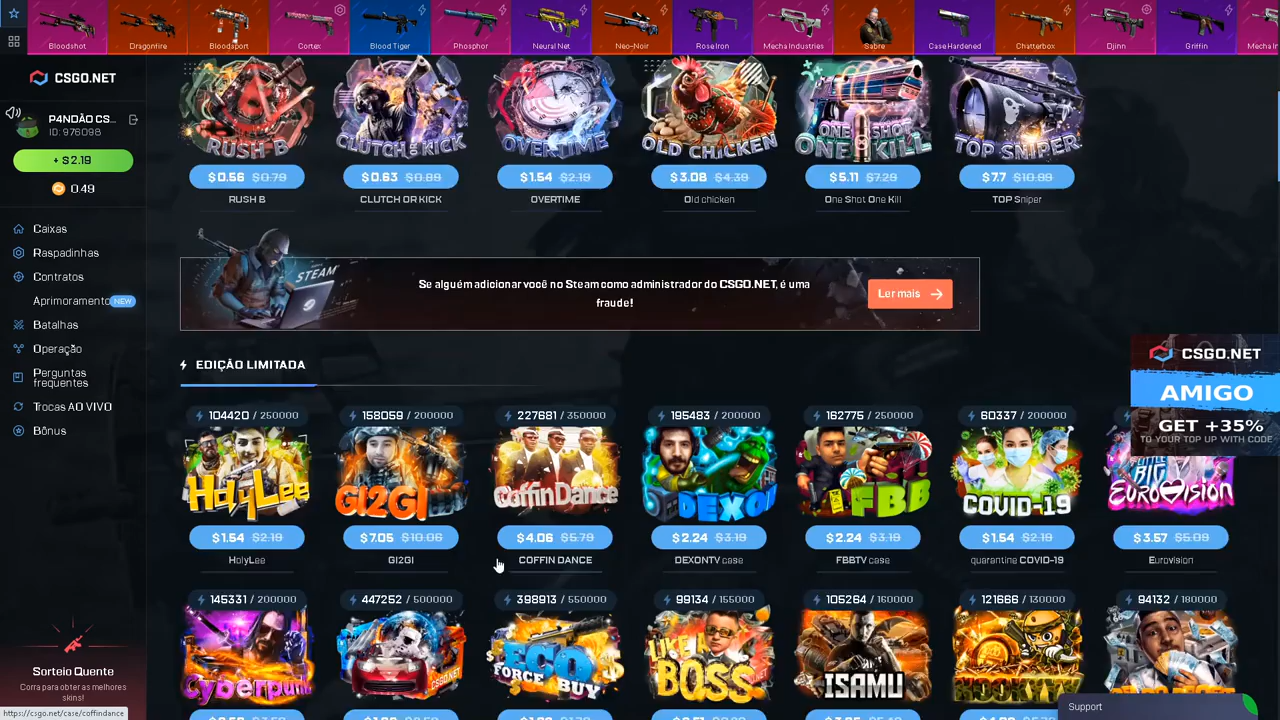 Bloodshot
Dragonfire
Bloodsport
Cortex
Blood Tiger
Phosphor
Neural Net
Neo-Noir
Rose Iron
Mecha Industries
Sabre
Case Hardened
Chatterbox
Djinn
Griffin
Mecha In
CSGO.NET
P4NDÃO CS...
ID: 976098
+ $ 2.19
0.49
Caixas
Raspadinhas
Contratos
Aprimoramento NEW
Batalhas
Operação
Perguntas
frequentes
Trocas AO VIVO
Bônus
Sorteio Quente
Corra para obter as melhores
skins!
https://csgo.net/case/coffindance
RUSH B
CLUTCH OR KICK
OVERTIME
OLD CHICKEN
ONE SHOT
ONE KILL
TOP SNIPER
$ 0.56 $ 0.79
$ 0.63 $ 0.89
$ 1.54 $ 2.19
$ 3.08 $ 4.39
$ 5.11 $ 7.29
$ 7.7 $ 10.99
RUSH B
CLUTCH OR KICK
OVERTIME
Old chicken
One Shot One Kill
TOP Sniper
STEAM
Se alguém adicionar você no Steam como administrador do CSGO.NET, é uma
fraude!
Ler mais
EDIÇÃO LIMITADA
104420 / 250000
158059 / 200000
227681 / 350000
195483 / 200000
162775 / 250000
60337 / 200000
HolyLee
GI2GI
Coffin Dance
DEXO
FBB
COVID-19
LITTLE
BIG
EUROVISION
$ 1.54 $ 2.19
$ 7.05 $ 10.06
$ 4.06 $ 5.79
$ 2.24 $ 3.19
$ 2.24 $ 3.19
$ 1.54 $ 2.19
$ 3.57 $ 5.09
HolyLee
GI2GI
COFFIN DANCE
DEXONTV case
FBBTV case
quarantine COVID-19
Eurovision
145331 / 200000
447252 / 500000
398913 / 550000
99134 / 155000
105264 / 160000
121666 / 130000
94132 / 180000
Cyberpunk
CSGO.NET
ECO
FORCE BUY
LIKE A
BOSS
ISAMU
CSGO.NET
AMIGO
GET +35%
TO YOUR TOP UP WITH CODE
Support